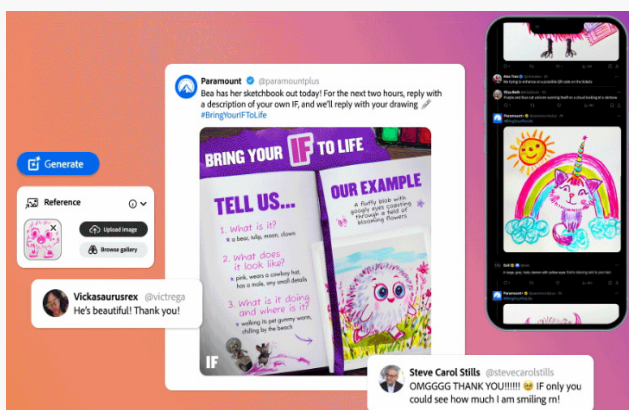 Generate
Reference
Upload image
Browse gallery
Vickasaurusrex @victrega
He's beautiful! Thank you!
Paramount @paramountplus
Bea has her sketchbook out today! For the next two hours, reply with
a description of your own IF, and we'll reply with your drawing
#BringYourIFToLife
BRING YOUR IF TO LIFE
TELL US...
1. What is it?
a bear, tulip, moon, clown
2. What does
it look like?
pink, wears a cowboy hat,
has a mole, any small details
3. What is it doing
and where is it?
walking its pet gummy worm,
chilling by the beach
IF
OUR EXAMPLE
A fluffy blob with
googly eyes coasting
through a field of
blooming flowers
Steve Carol Stills @stevecarolstills
OMGGGG THANK YOU!!!!!! IF only you
could see how much I am smiling rn!